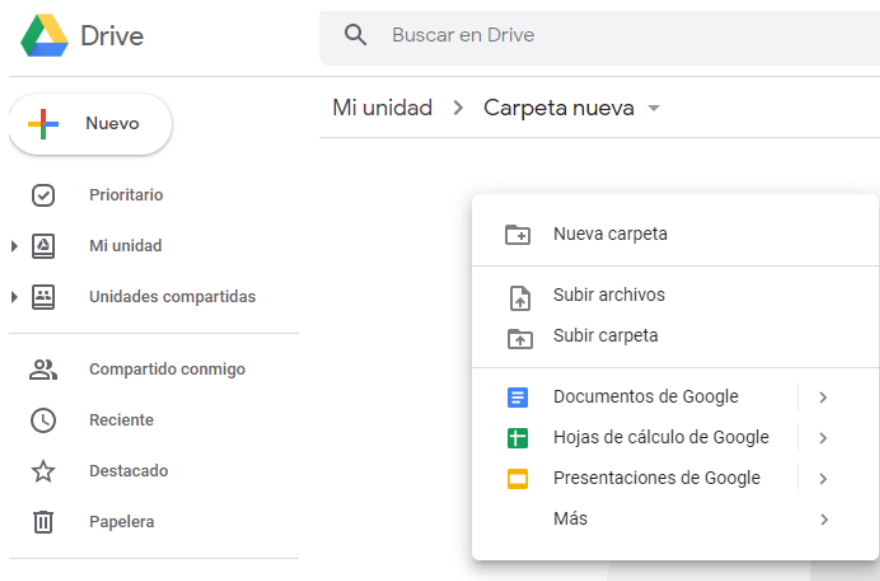 Drive
Buscar en Drive
Nuevo
Mi unidad > Carpeta nueva
Prioritario
Mi unidad
Unidades compartidas
Compartido conmigo
Reciente
Destacado
Papelera
Nueva carpeta
Subir archivos
Subir carpeta
Documentos de Google
Hojas de cálculo de Google
Presentaciones de Google
Más